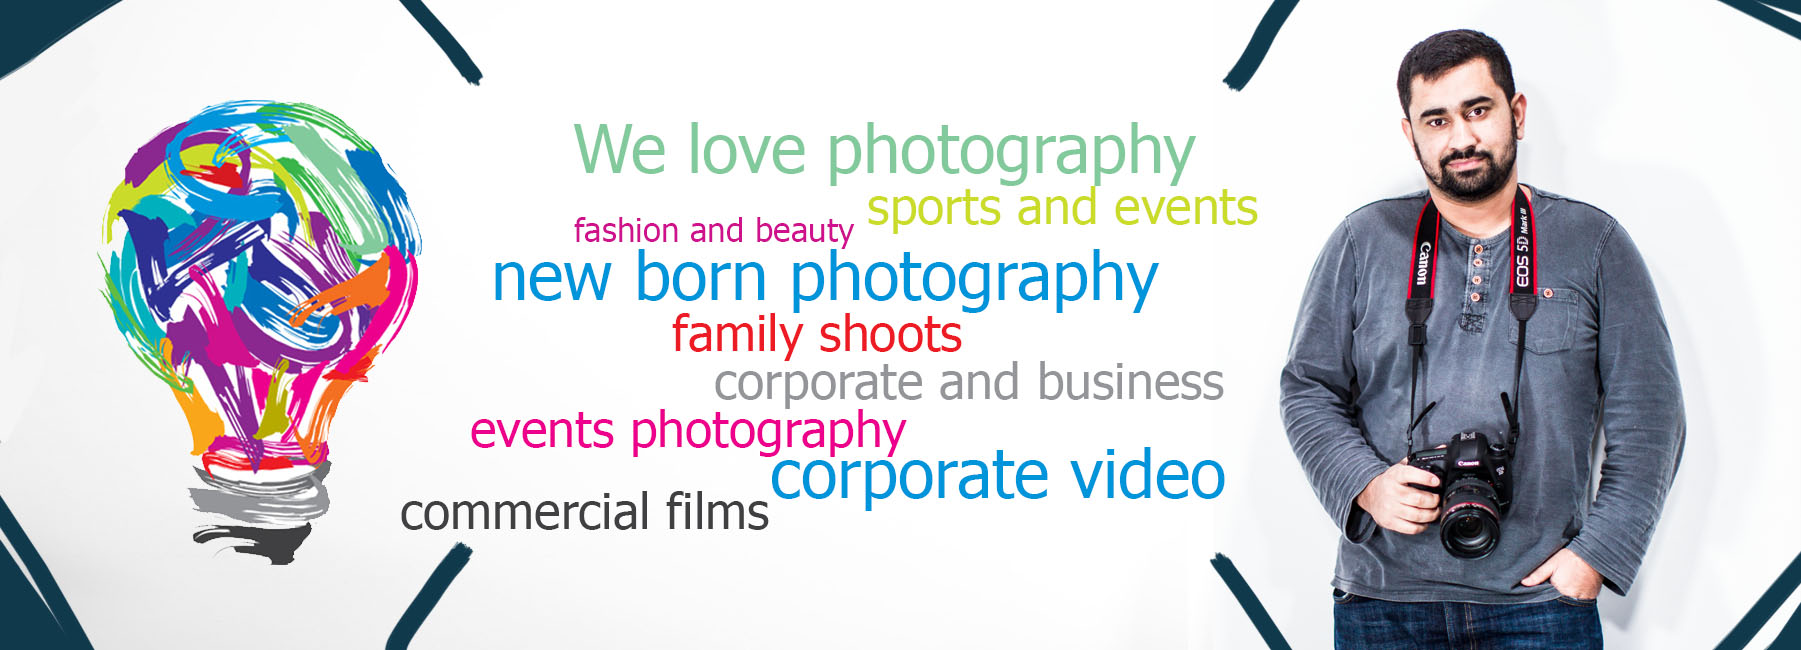 We love photography
sports and events
fashion and beauty
new born photography
family shoots
corporate and business
events photography
corporate video
commercial films
Canon
EOS 5D Mark III
Canon